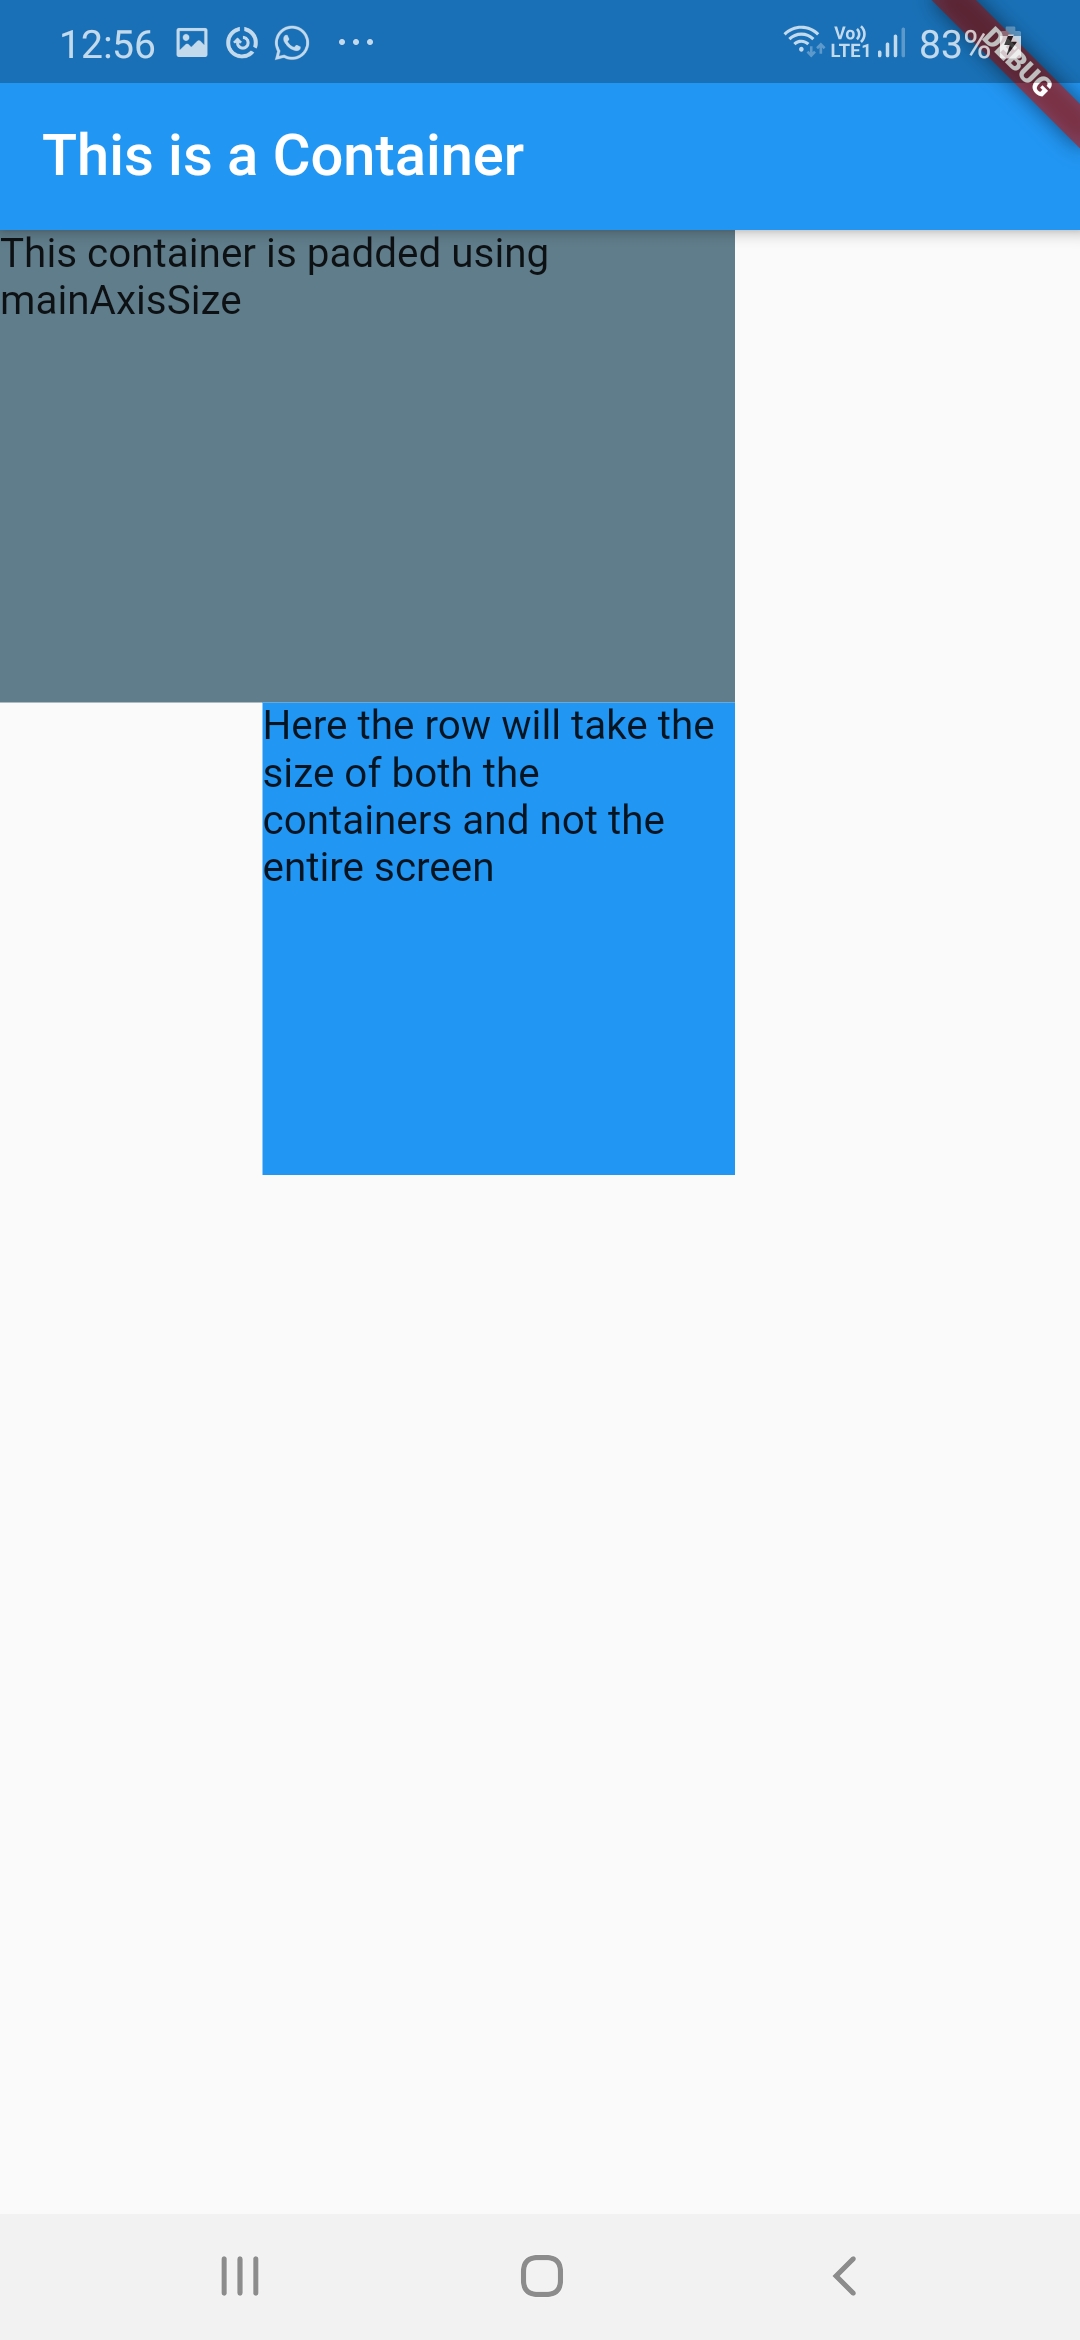 12:56 Vo)) LTE1 83% DEBUG
This is a Container
This container is padded using
mainAxisSize
Here the row will take the
size of both the
containers and not the
entire screen